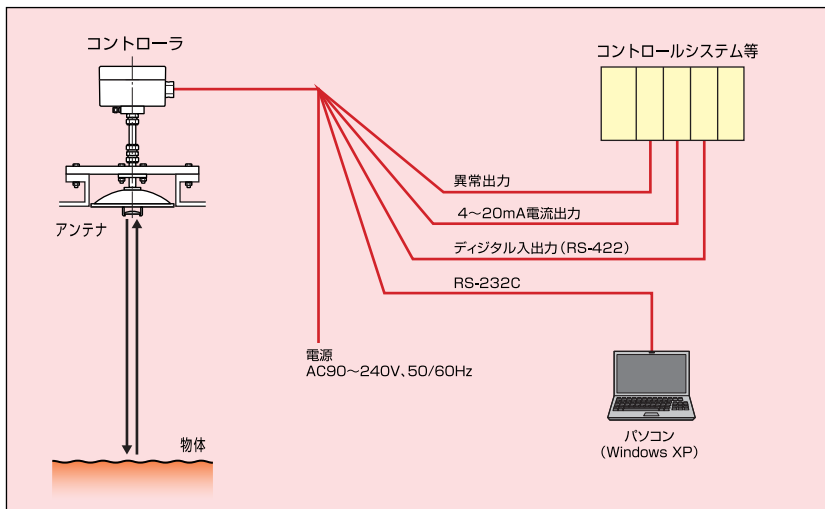 コントローラ
コントロールシステム等
異常出力
4～20mA電流出力
アンテナ
ディジタル入出力(RS-422)
RS-232C
電源
AC90～240V、50/60Hz
物体
パソコン
(Windows XP)